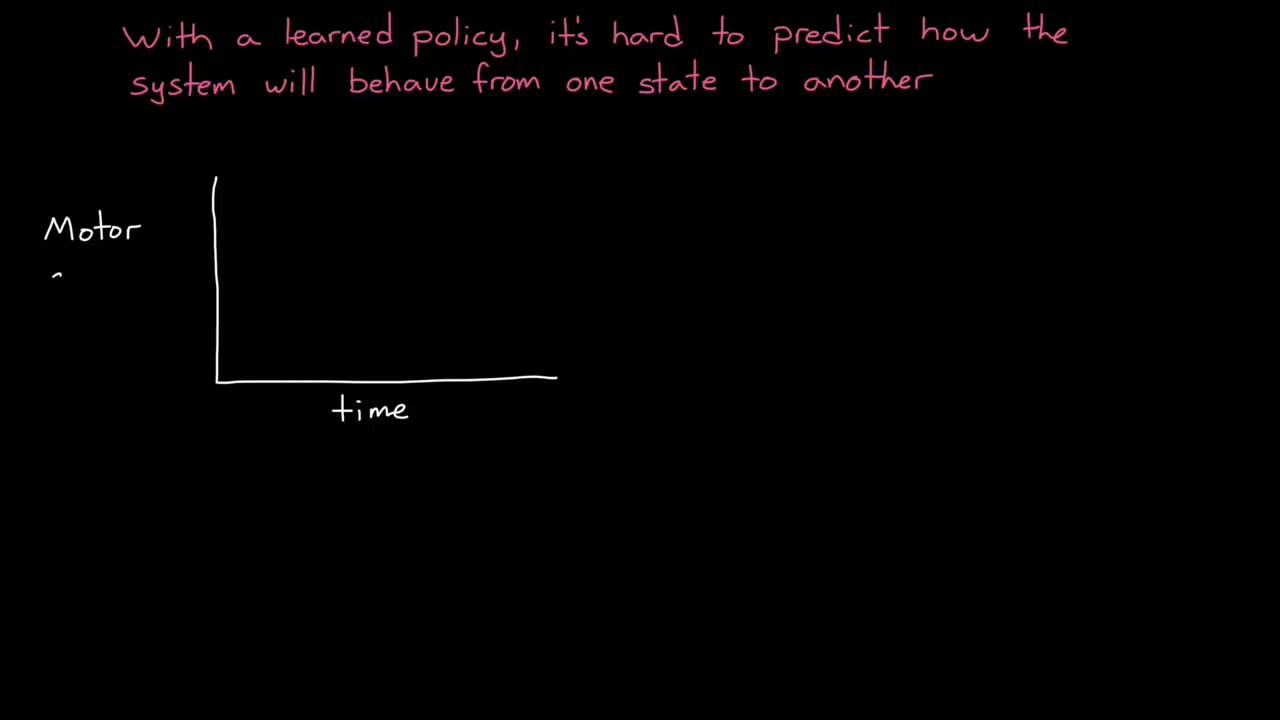 With a learned policy, it's hard to predict how the
system will behave from one state to another
Motor
time